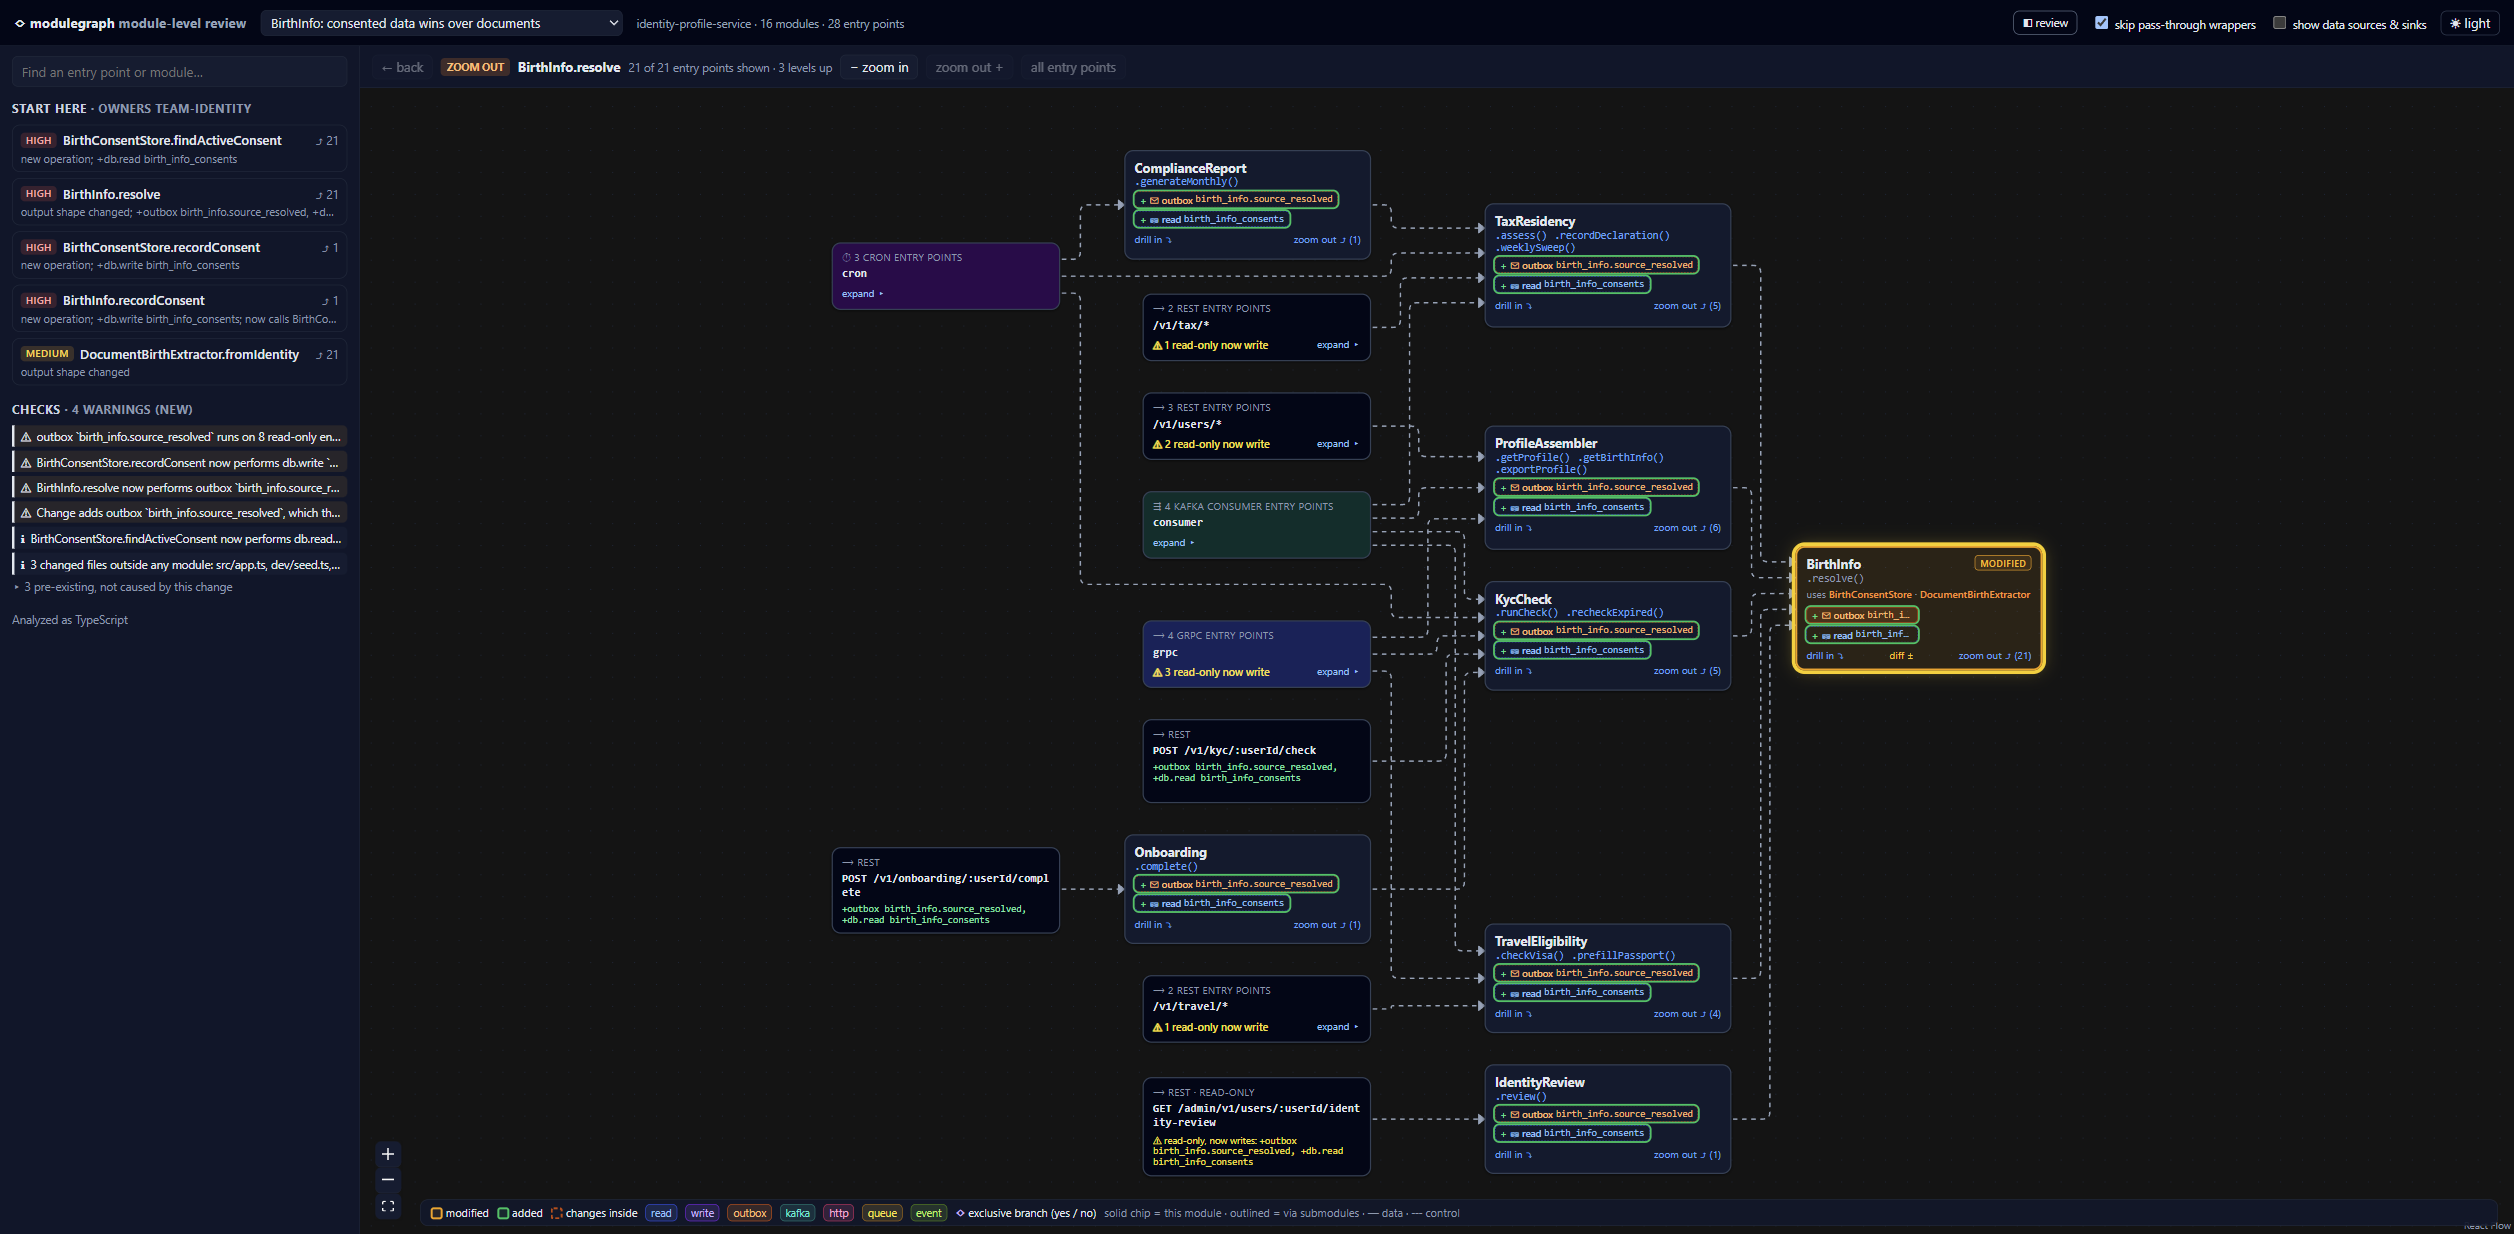 modulegraph module-level review
BirthInfo: consented data wins over documents
identity-profile-service · 16 modules · 28 entry points
review
skip pass-through wrappers
show data sources & sinks
☀ light
Find an entry point or module...
START HERE · OWNERS TEAM-IDENTITY
HIGH BirthConsentStore.findActiveConsent 21
new operation; +db.read birth_info_consents
HIGH BirthInfo.resolve 21
output shape changed; +outbox birth_info.source_resolved, +d...
HIGH BirthConsentStore.recordConsent 1
new operation; +db.write birth_info_consents
HIGH BirthInfo.recordConsent 1
new operation; +db.write birth_info_consents; now calls BirthCo...
MEDIUM DocumentBirthExtractor.fromIdentity 21
output shape changed
CHECKS · 4 WARNINGS (NEW)
⚠ outbox `birth_info.source_resolved` runs on 8 read-only en...
⚠ BirthConsentStore.recordConsent now performs db.write `...
⚠ BirthInfo.resolve now performs outbox `birth_info.source_r...
⚠ Change adds outbox `birth_info.source_resolved`, which th...
ℹ BirthConsentStore.findActiveConsent now performs db.read...
ℹ 3 changed files outside any module: src/app.ts, dev/seed.ts,...
‣ 3 pre-existing, not caused by this change
Analyzed as TypeScript
← back
ZOOM OUT BirthInfo.resolve 21 of 21 entry points shown · 3 levels up
− zoom in
zoom out +
all entry points
3 CRON ENTRY POINTS
cron
expand ‣
ComplianceReport
.generateMonthly()
+ outbox birth_info.source_resolved
+ read birth_info_consents
drill in
zoom out (1)
→ 2 REST ENTRY POINTS
/v1/tax/*
⚠ 1 read-only now write
expand ‣
→ 3 REST ENTRY POINTS
/v1/users/*
⚠ 2 read-only now write
expand ‣
4 KAFKA CONSUMER ENTRY POINTS
consumer
expand ‣
→ 4 GRPC ENTRY POINTS
grpc
⚠ 3 read-only now write
expand ‣
→ REST
POST /v1/kyc/:userId/check
+outbox birth_info.source_resolved,
+db.read birth_info_consents
→ REST
POST /v1/onboarding/:userId/compl
ete
+outbox birth_info.source_resolved,
+db.read birth_info_consents
Onboarding
.complete()
+ outbox birth_info.source_resolved
+ read birth_info_consents
drill in
zoom out (1)
→ 2 REST ENTRY POINTS
/v1/travel/*
⚠ 1 read-only now write
expand ‣
→ REST · READ-ONLY
GET /admin/v1/users/:userId/ident
ity-review
⚠ read-only, now writes: +outbox
birth_info.source_resolved, +db.read
birth_info_consents
TaxResidency
.assess() .recordDeclaration()
.weeklySweep()
+ outbox birth_info.source_resolved
+ read birth_info_consents
drill in
zoom out (5)
ProfileAssembler
.getProfile() .getBirthInfo()
.exportProfile()
+ outbox birth_info.source_resolved
+ read birth_info_consents
drill in
zoom out (6)
KycCheck
.runCheck() .recheckExpired()
+ outbox birth_info.source_resolved
+ read birth_info_consents
drill in
zoom out (5)
TravelEligibility
.checkVisa() .prefillPassport()
+ outbox birth_info.source_resolved
+ read birth_info_consents
drill in
zoom out (4)
IdentityReview
.review()
+ outbox birth_info.source_resolved
+ read birth_info_consents
drill in
zoom out (1)
BirthInfo MODIFIED
.resolve()
uses BirthConsentStore · DocumentBirthExtractor
+ outbox birth_i...
+ read birth_inf...
drill in
diff ±
zoom out (21)
modified added changes inside read write outbox kafka http queue event exclusive branch (yes / no) solid chip = this module · outlined = via submodules · — data · --- control
React Flow